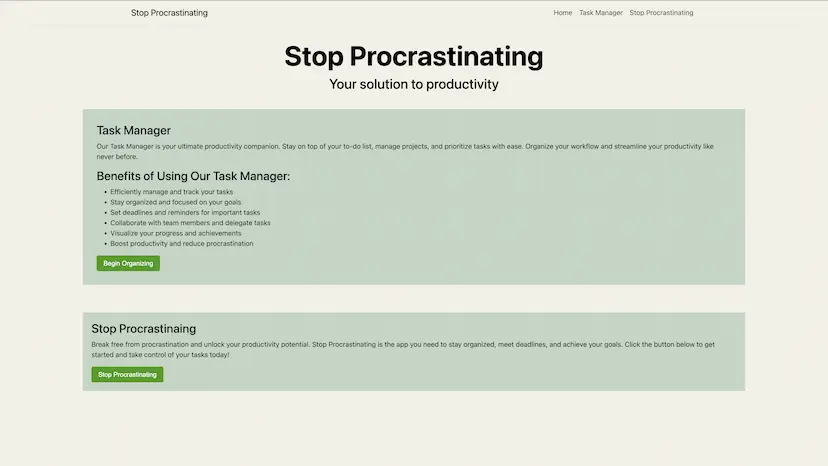 Stop Procrastinating
Home Task Manager Stop Procrastinating
Stop Procrastinating
Your solution to productivity
Task Manager
Our Task Manager is your ultimate productivity companion. Stay on top of your to-do list, manage projects, and prioritize tasks with ease. Organize your workflow and streamline your productivity like
never before.
Benefits of Using Our Task Manager:
• Efficiently manage and track your tasks
• Stay organized and focused on your goals
• Set deadlines and reminders for important tasks
• Collaborate with team members and delegate tasks
• Visualize your progress and achievements
• Boost productivity and reduce procrastination
Begin Organizing
Stop Procrastinaing
Break free from procrastination and unlock your productivity potential. Stop Procrastinating is the app you need to stay organized, meet deadlines, and achieve your goals. Click the button below to get
started and take control of your tasks today!
Stop Procrastinating